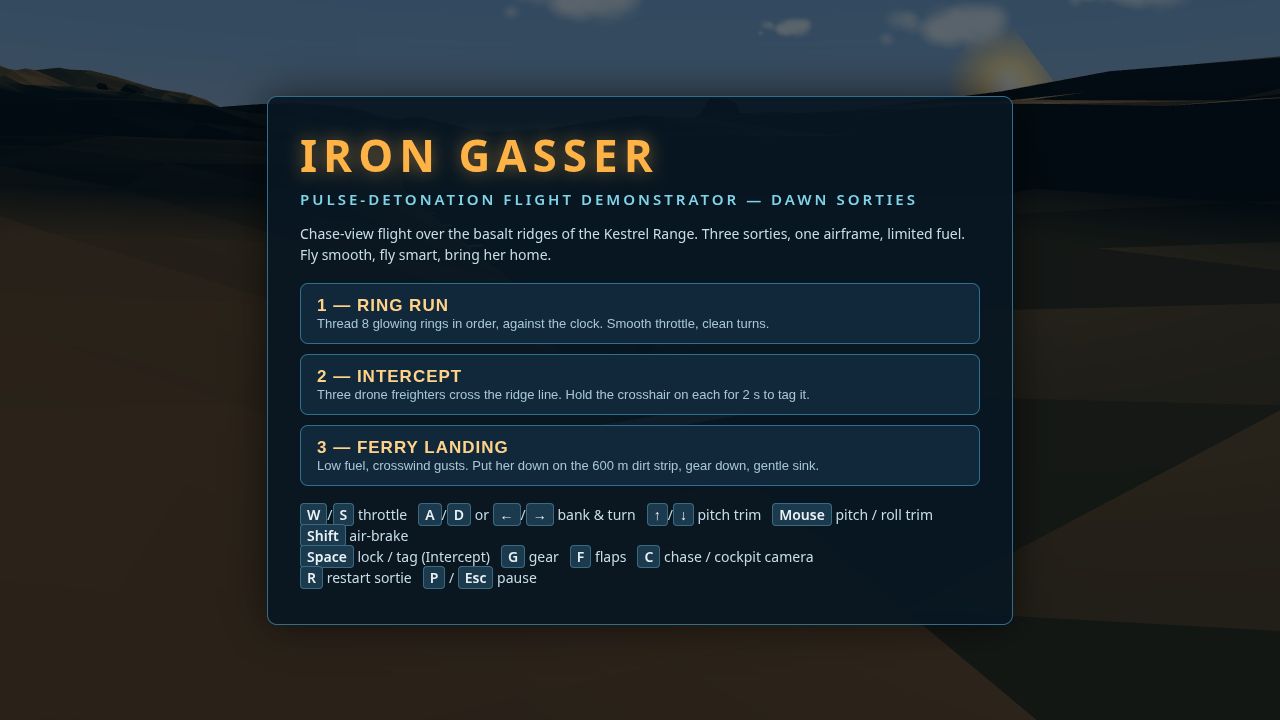 IRON GASSER
PULSE-DETONATION FLIGHT DEMONSTRATOR — DAWN SORTIES
Chase-view flight over the basalt ridges of the Kestrel Range. Three sorties, one airframe, limited fuel.
Fly smooth, fly smart, bring her home.
1 — RING RUN
Thread 8 glowing rings in order, against the clock. Smooth throttle, clean turns.
2 — INTERCEPT
Three drone freighters cross the ridge line. Hold the crosshair on each for 2 s to tag it.
3 — FERRY LANDING
Low fuel, crosswind gusts. Put her down on the 600 m dirt strip, gear down, gentle sink.
W/S throttle A/D or ←/→ bank & turn ↑/↓ pitch trim Mouse pitch / roll trim
Shift air-brake
Space lock / tag (Intercept) G gear F flaps C chase / cockpit camera
R restart sortie P / Esc pause